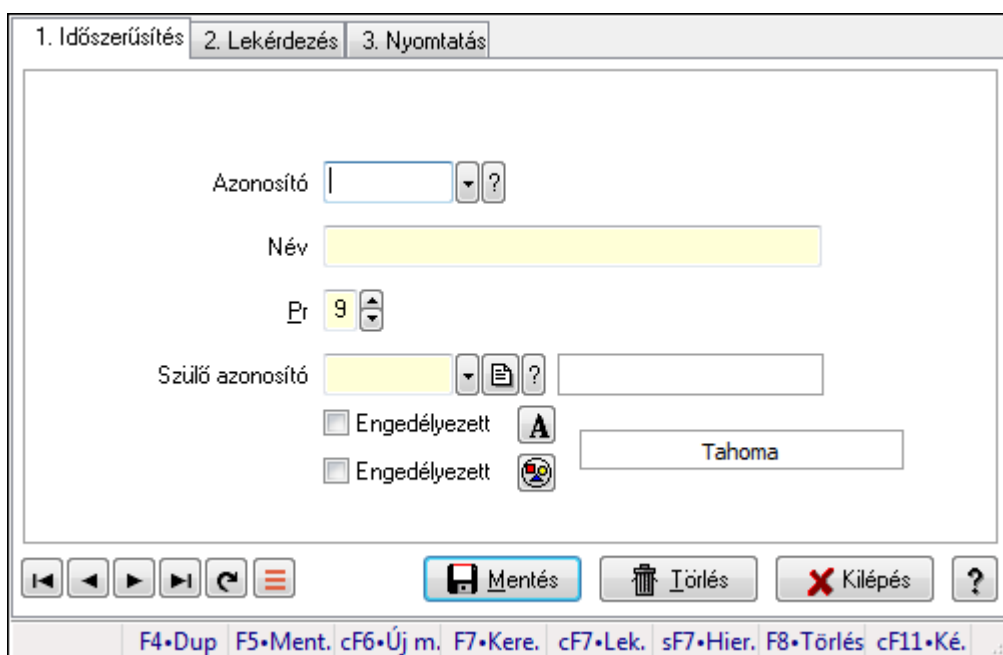 1. Időszerűsítés 2. Lekérdezés 3. Nyomtatás
Azonosító ?
Név
Pr 9
Szülő azonosító ?
Engedélyezett A
Tahoma
Engedélyezett
Mentés Törlés Kilépés ?
F4•Dup F5•Ment. cF6•Új m. F7•Kere. cF7•Lek. sF7•Hier. F8•Törlés cF11•Ké.